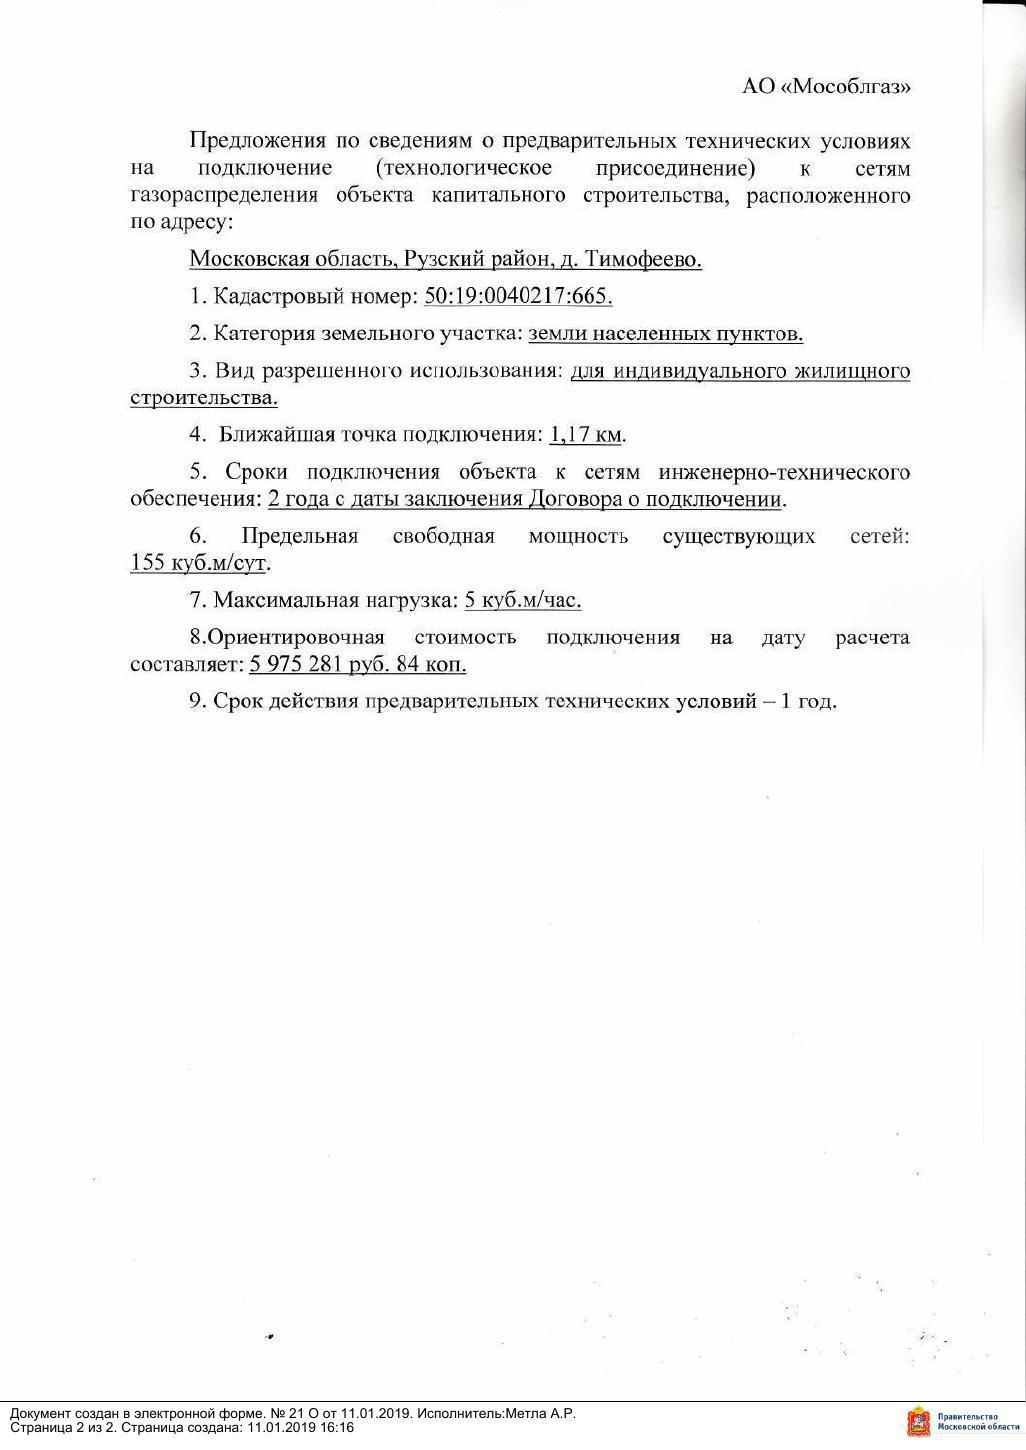 АО «Мособлгаз»
Предложения по сведениям о предварительных технических условиях
на подключение (технологическое присоединение) к сетям
газораспределения объекта капитального строительства, расположенного
по адресу:
Московская область, Рузский район, д. Тимофеево.
1. Кадастровый номер: 50:19:0040217:665.
2. Категория земельного участка: земли населенных пунктов.
3. Вид разрешенного использования: для индивидуального жилищного
строительства.
4. Ближайшая точка подключения: 1,17 км.
5. Сроки подключения объекта к сетям инженерно-технического
обеспечения: 2 года с даты заключения Договора о подключении.
6. Предельная свободная мощность существующих сетей:
155 куб.м/сут.
7. Максимальная нагрузка: 5 куб.м/час.
8.Ориентировочная стоимость подключения на дату расчета
составляет: 5 975 281 руб. 84 коп.
9. Срок действия предварительных технических условий – 1 год.
Документ создан в электронной форме. № 21 О от 11.01.2019. Исполнитель:Метла А.Р.
Страница 2 из 2. Страница создана: 11.01.2019 16:16
Правительство
Московской области